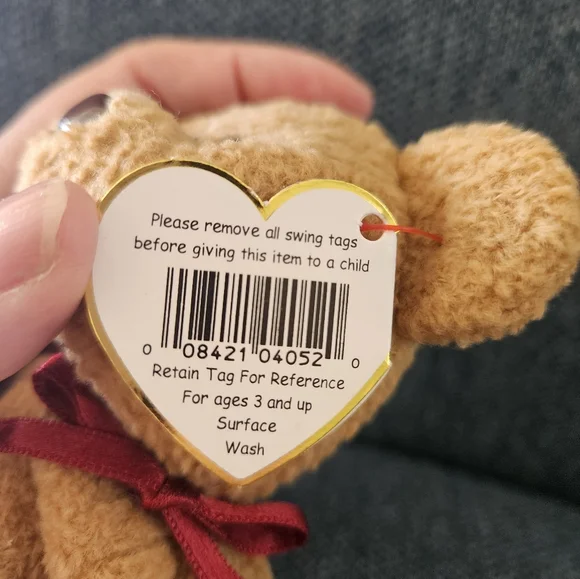 Please remove all swing tags
before giving this item to a child
0 08421 04052 0
Retain Tag For Reference
For ages 3 and up
Surface
Wash